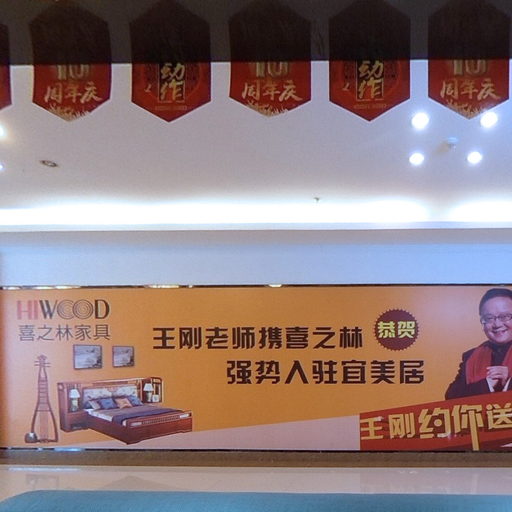 10
周年庆
动
作
10
周年庆
动
作
10
周年庆
HIWOOD
喜之林家具
王刚老师携喜之林
恭贺
强势入驻宜美居
王刚约你送